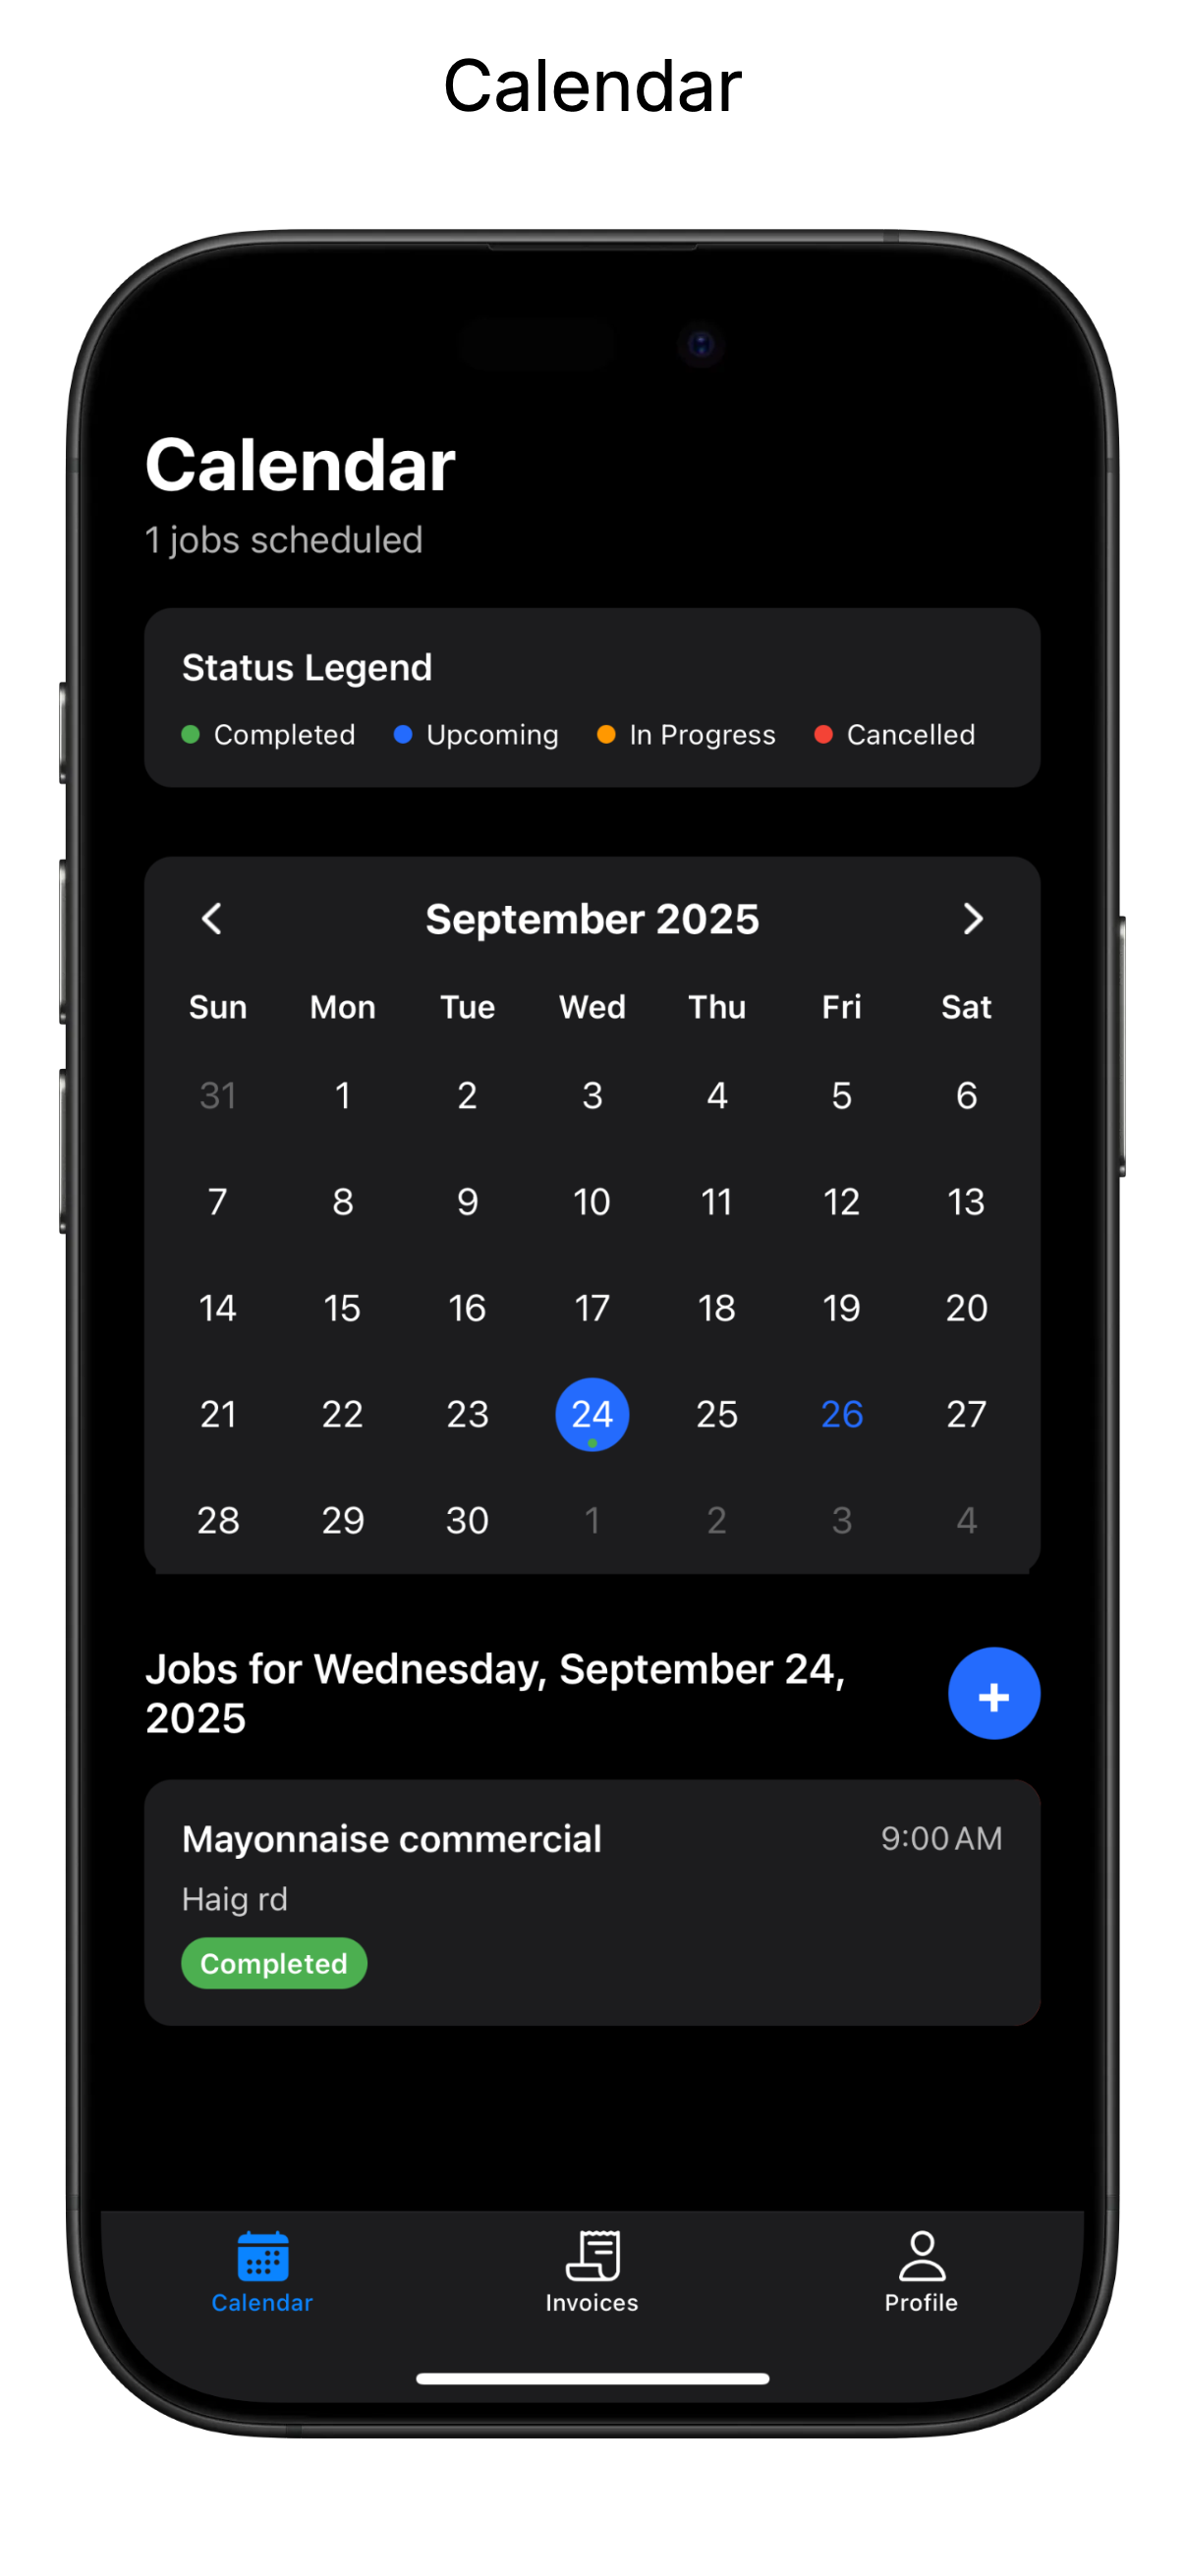 Calendar
Calendar
1 jobs scheduled
Status Legend
Completed Upcoming In Progress Cancelled
September 2025
Sun Mon Tue Wed Thu Fri Sat
31 1 2 3 4 5 6
7 8 9 10 11 12 13
14 15 16 17 18 19 20
21 22 23 24 25 26 27
28 29 30 1 2 3 4
Jobs for Wednesday, September 24,
2025
+
Mayonnaise commercial 9:00 AM
Haig rd
Completed
Calendar Invoices Profile